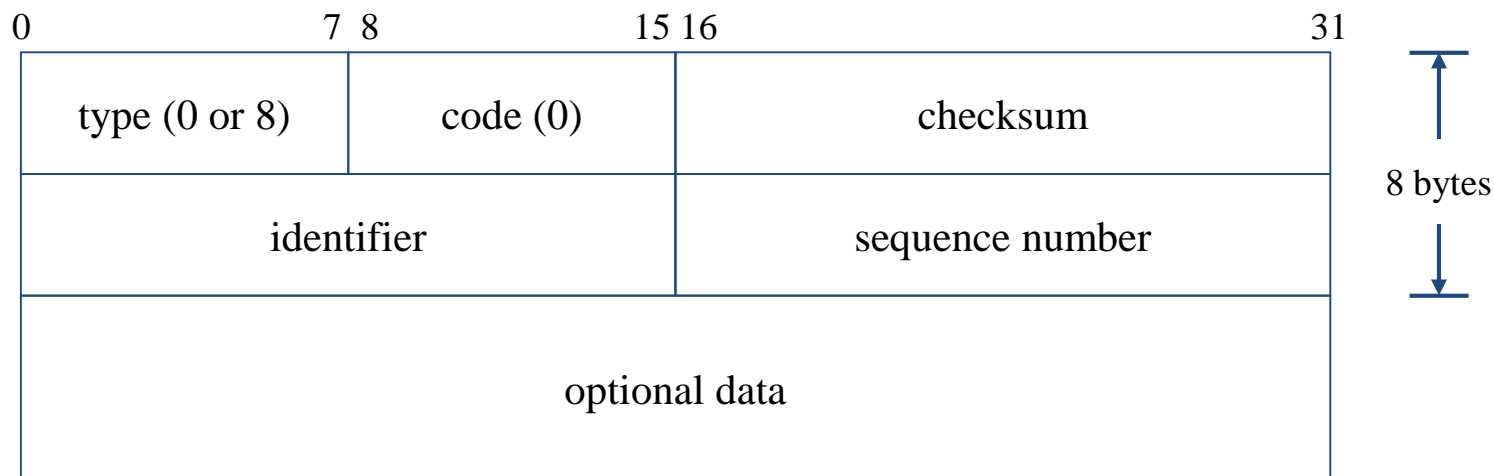 0 7 8 15 16 31
type (0 or 8) code (0) checksum
8 bytes
identifier sequence number
optional data